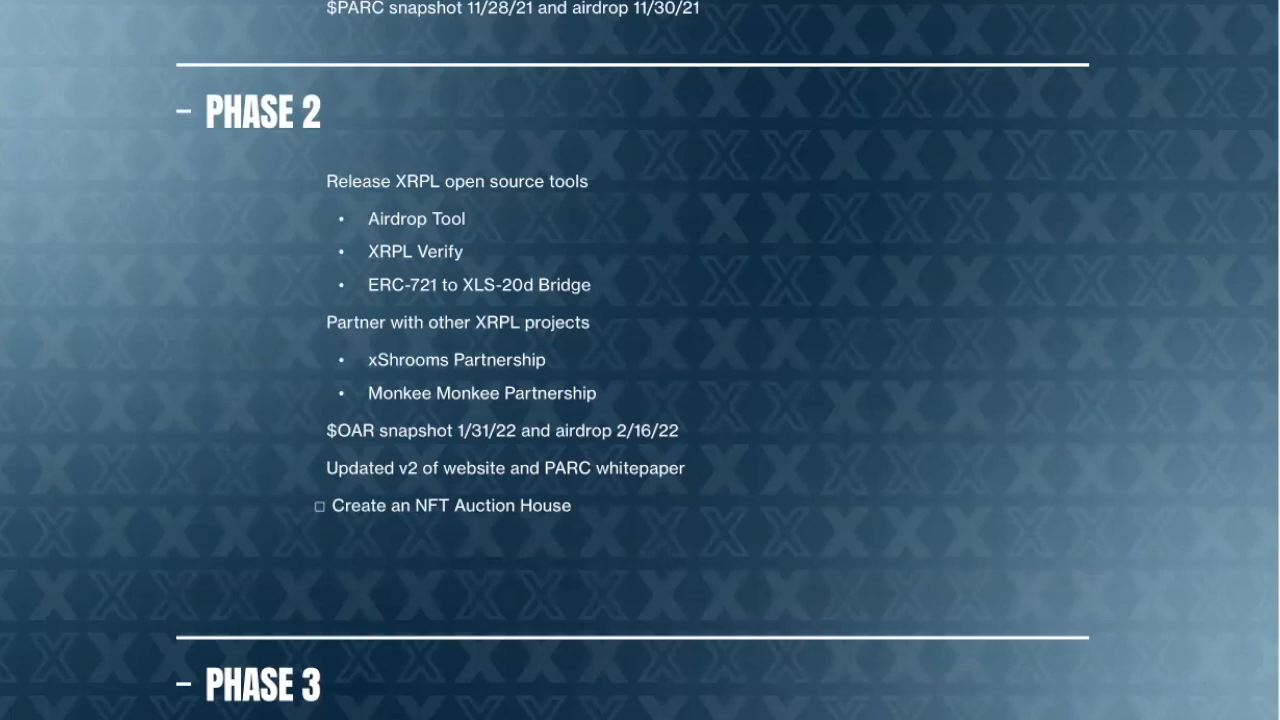 $PARC snapshot 11/28/21 and airdrop 11/30/21
– PHASE 2
Release XRPL open source tools
• Airdrop Tool
• XRPL Verify
• ERC-721 to XLS-20d Bridge
Partner with other XRPL projects
• xShrooms Partnership
• Monkee Monkee Partnership
$OAR snapshot 1/31/22 and airdrop 2/16/22
Updated v2 of website and PARC whitepaper
□ Create an NFT Auction House
– PHASE 3